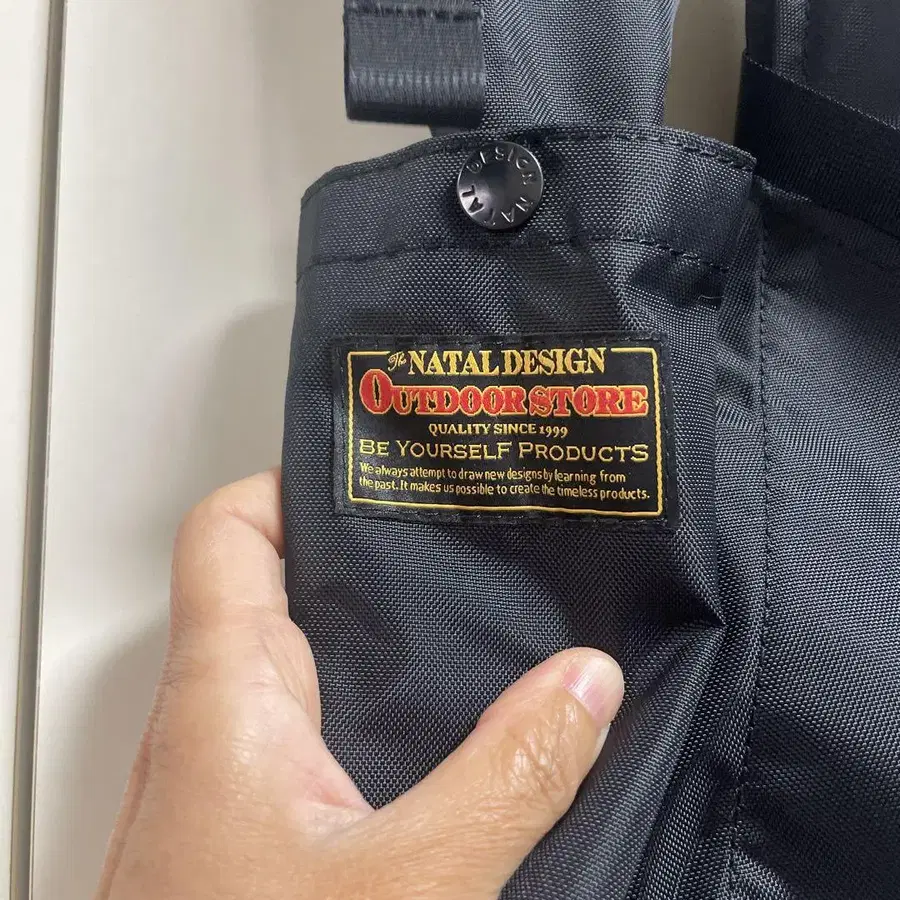 NATAL DESIGN
The NATAL DESIGN
OUTDOOR STORE
QUALITY SINCE 1999
BE YOURSELF PRODUCTS
We always attempt to draw new designs by learning from
the past. It makes us possible to create the timeless products.